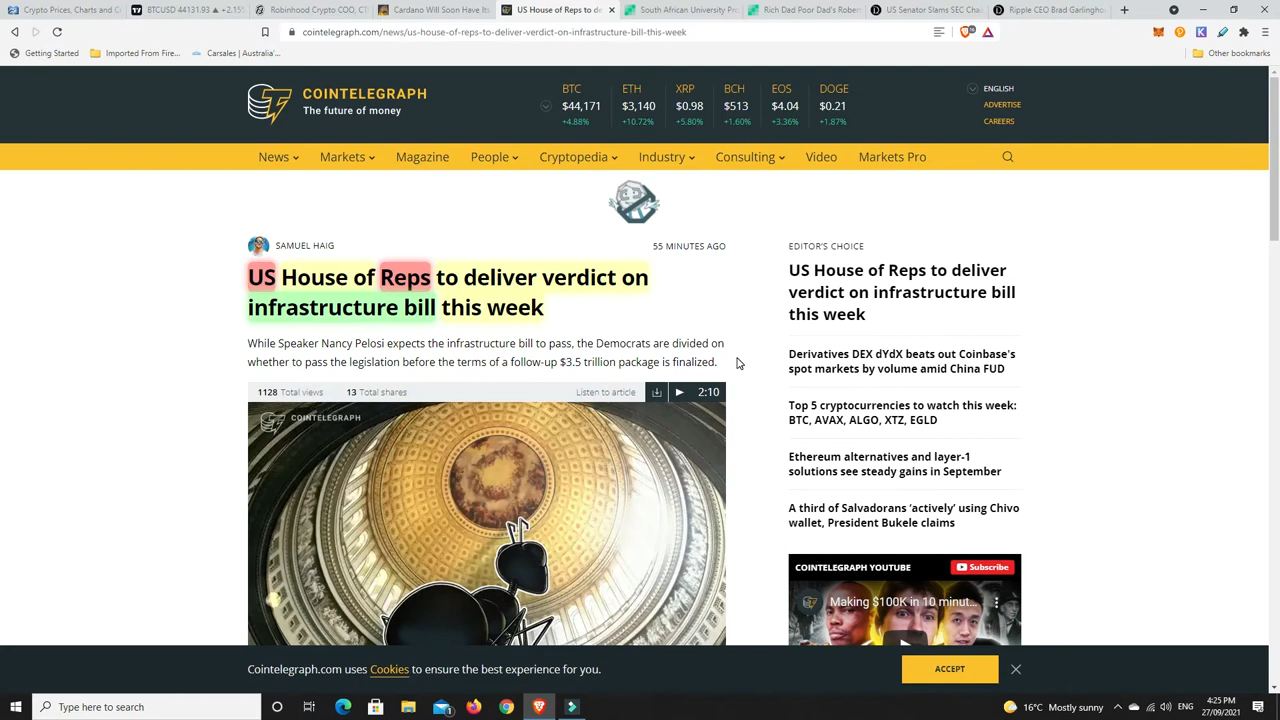 Crypto Prices, Charts and C
BTCUSD 44131.93 ▲ +2.15%
Robinhood Crypto COO, CT
Cardano Will Soon Have Its
US House of Reps to de
South African University Pr
Rich Dad Poor Dad's Robe
US Senator Slams SEC Chai
Ripple CEO Brad Garlingho
cointelegraph.com/news/us-house-of-reps-to-deliver-verdict-on-infrastructure-bill-this-week
Getting Started
Imported From Fire...
Carsales | Australia'...
Other bookmarks
COINTELEGRAPH
The future of money
BTC
ETH
XRP
BCH
EOS
DOGE
$44,171
$3,140
$0.98
$513
$4.04
$0.21
+4.88%
+10.72%
+5.80%
+1.60%
+3.36%
+1.87%
ENGLISH
ADVERTISE
CAREERS
News
Markets
Magazine
People
Cryptopedia
Industry
Consulting
Video
Markets Pro
SAMUEL HAIG
55 MINUTES AGO
US House of Reps to deliver verdict on
infrastructure bill this week
While Speaker Nancy Pelosi expects the infrastructure bill to pass, the Democrats are divided on
whether to pass the legislation before the terms of a follow-up $3.5 trillion package is finalized.
1128 Total views
13 Total shares
Listen to article
2:10
COINTELEGRAPH
EDITOR'S CHOICE
US House of Reps to deliver
verdict on infrastructure bill
this week
Derivatives DEX dYdX beats out Coinbase's
spot markets by volume amid China FUD
Top 5 cryptocurrencies to watch this week:
BTC, AVAX, ALGO, XTZ, EGLD
Ethereum alternatives and layer-1
solutions see steady gains in September
A third of Salvadorans 'actively' using Chivo
wallet, President Bukele claims
COINTELEGRAPH YOUTUBE
Subscribe
Making $100K in 10 minut...
Cointelegraph.com uses Cookies to ensure the best experience for you.
ACCEPT
Type here to search
16°C Mostly sunny
ENG
4:25 PM
27/09/2021